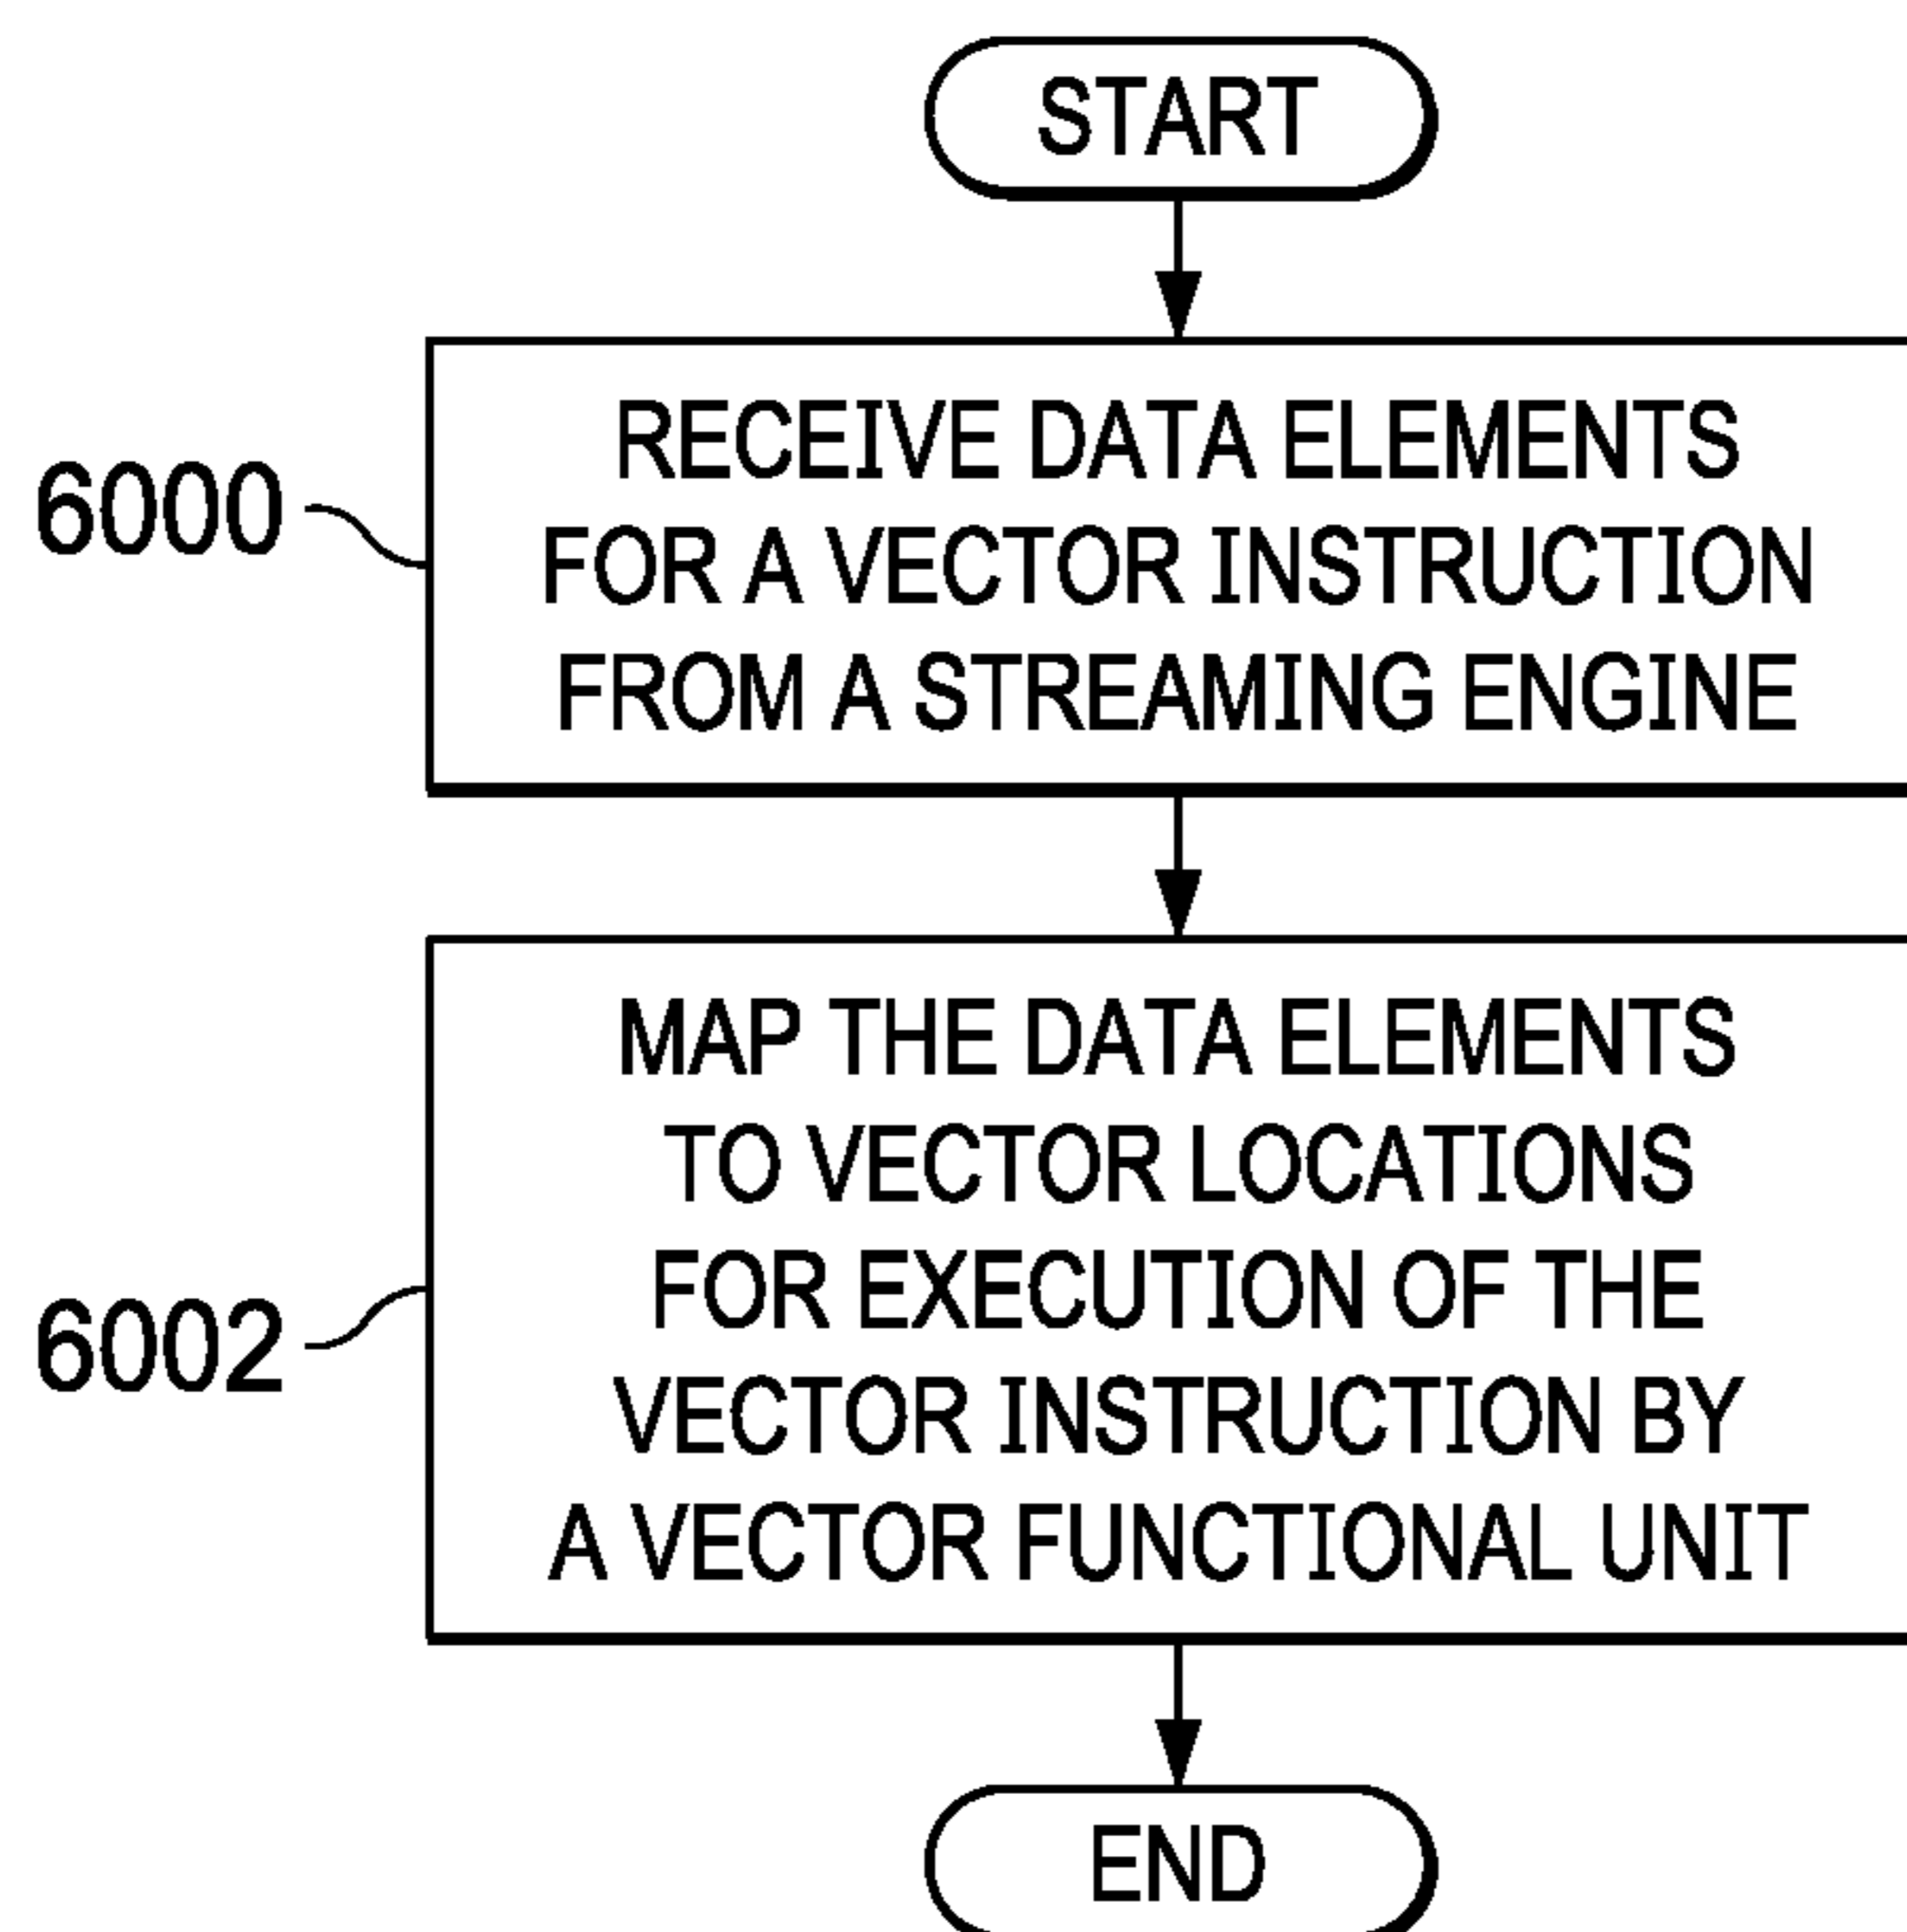 START
RECEIVE DATA ELEMENTS
FOR A VECTOR INSTRUCTION
FROM A STREAMING ENGINE
6000
MAP THE DATA ELEMENTS
TO VECTOR LOCATIONS
FOR EXECUTION OF THE
VECTOR INSTRUCTION BY
A VECTOR FUNCTIONAL UNIT
6002
END